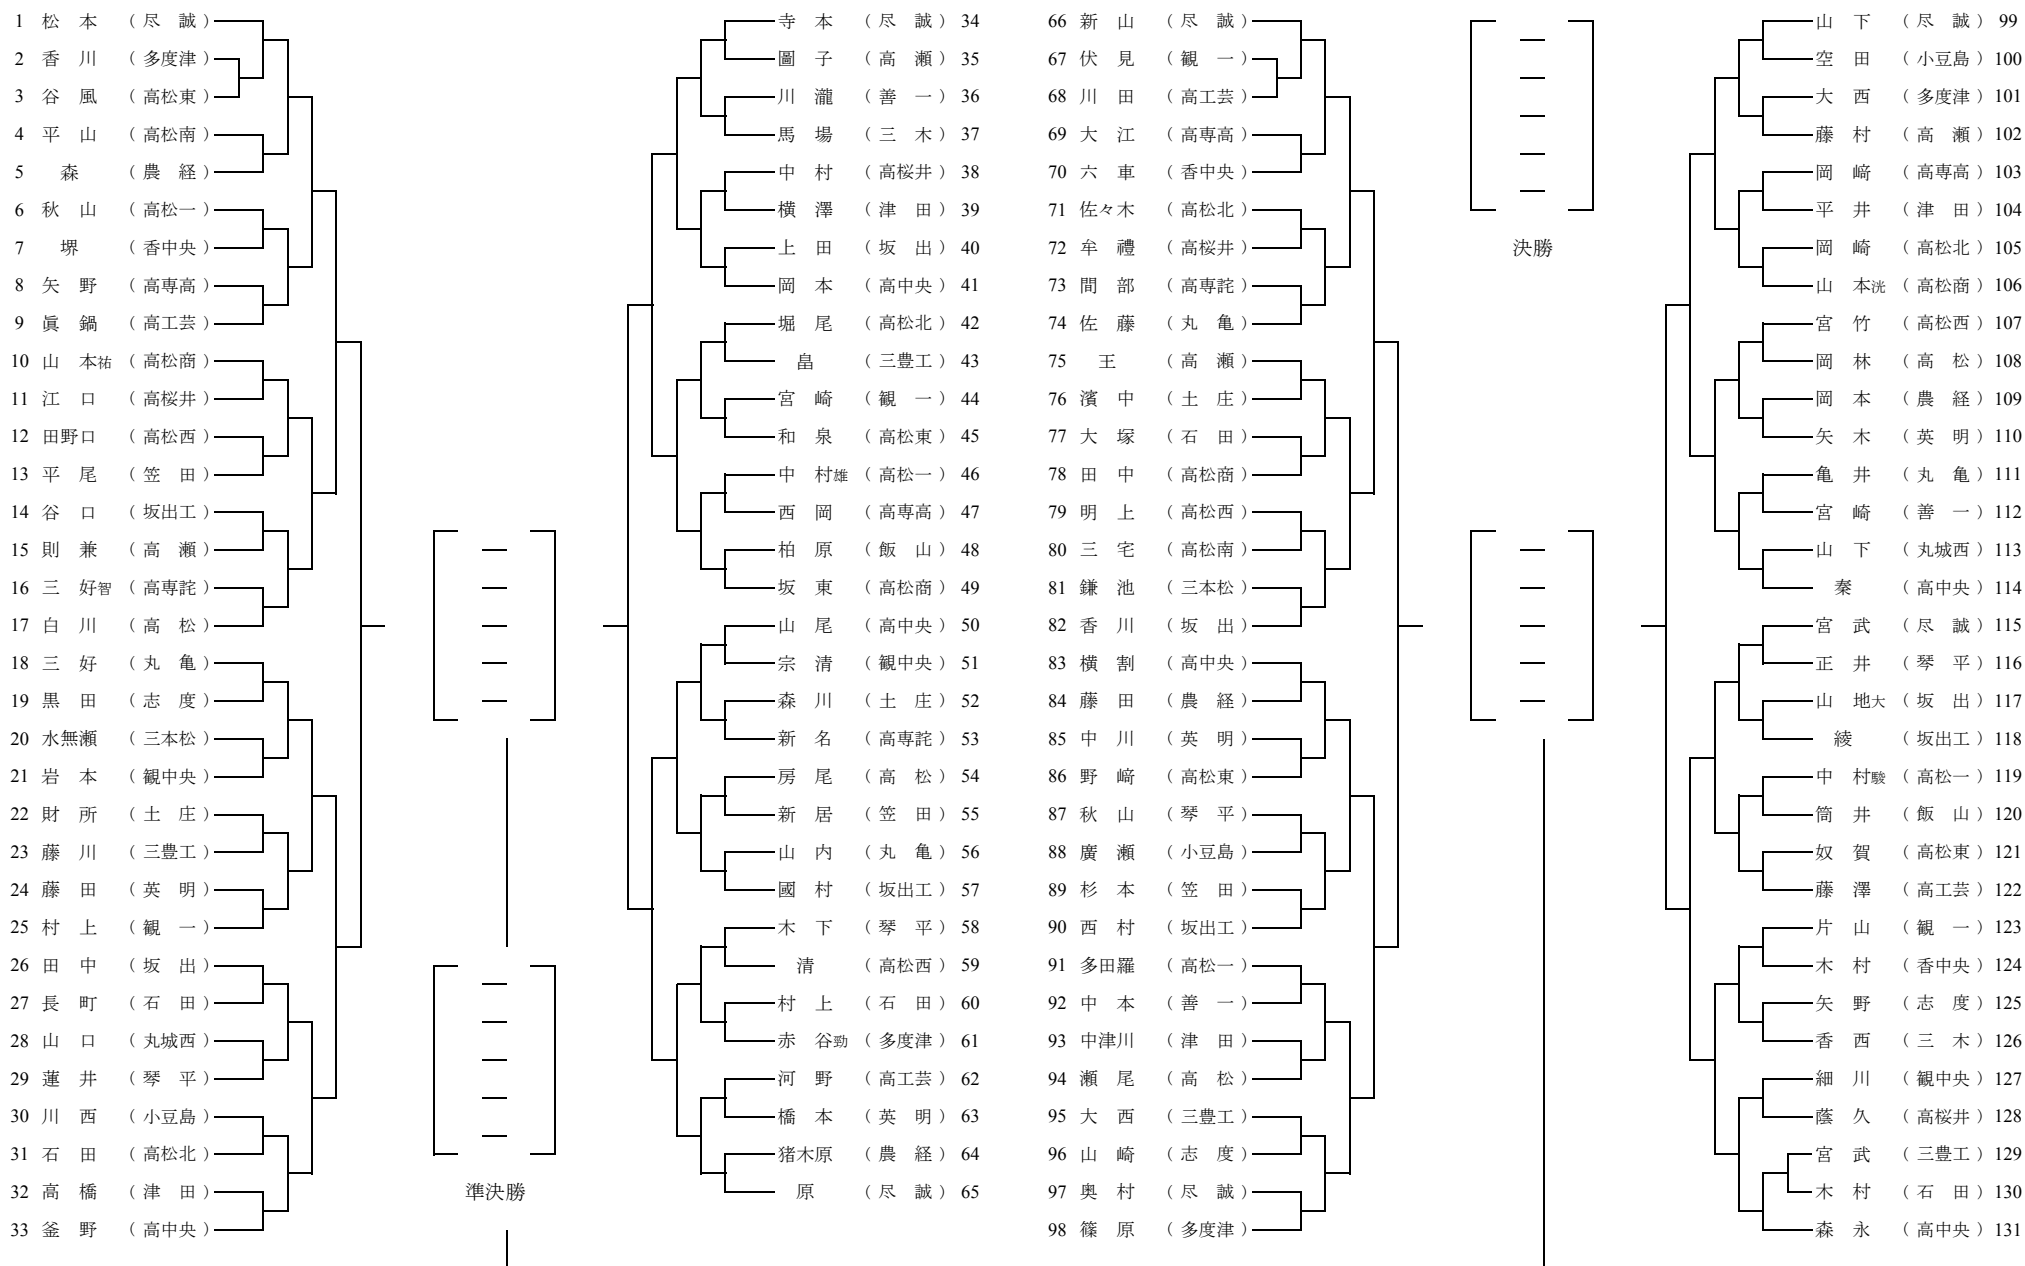 1 松本 （尽誠）
2 香川 （多度津）
3 谷風 （高松東）
4 平山 （高松南）
5 森 （農経）
6 秋山 （高松一）
7 堺 （香中央）
8 矢野 （高専高）
9 眞鍋 （高工芸）
10 山本祐 （高松商）
11 江口 （高桜井）
12 田野口 （高松西）
13 平尾 （笠田）
14 谷口 （坂出工）
15 則兼 （高瀬）
16 三好智 （高専詫）
17 白川 （高松）
18 三好 （丸亀）
19 黒田 （志度）
20 水無瀬 （三本松）
21 岩本 （観中央）
22 財所 （土庄）
23 藤川 （三豊工）
24 藤田 （英明）
25 村上 （観一）
26 田中 （坂出）
27 長町 （石田）
28 山口 （丸城西）
29 蓮井 （琴平）
30 川西 （小豆島）
31 石田 （高松北）
32 高橋 （津田）
33 釜野 （高中央）
準決勝
寺本 （尽誠） 34
圖子 （高瀬） 35
川瀧 （善一） 36
馬場 （三木） 37
中村 （高桜井） 38
横澤 （津田） 39
上田 （坂出） 40
岡本 （高中央） 41
堀尾 （高松北） 42
畠 （三豊工） 43
宮崎 （観一） 44
和泉 （高松東） 45
中村雄 （高松一） 46
西岡 （高専高） 47
柏原 （飯山） 48
坂東 （高松商） 49
山尾 （高中央） 50
宗清 （観中央） 51
森川 （土庄） 52
新名 （高専詫） 53
房尾 （高松） 54
新居 （笠田） 55
山内 （丸亀） 56
國村 （坂出工） 57
木下 （琴平） 58
清 （高松西） 59
村上 （石田） 60
赤谷勁 （多度津） 61
河野 （高工芸） 62
橋本 （英明） 63
猪木原 （農経） 64
原 （尽誠） 65
66 新山 （尽誠）
67 伏見 （観一）
68 川田 （高工芸）
69 大江 （高専高）
70 六車 （香中央）
71 佐々木 （高松北）
72 牟禮 （高桜井）
73 間部 （高専詫）
74 佐藤 （丸亀）
75 王 （高瀬）
76 濱中 （土庄）
77 大塚 （石田）
78 田中 （高松商）
79 明上 （高松西）
80 三宅 （高松南）
81 鎌池 （三本松）
82 香川 （坂出）
83 横割 （高中央）
84 藤田 （農経）
85 中川 （英明）
86 野﨑 （高松東）
87 秋山 （琴平）
88 廣瀬 （小豆島）
89 杉本 （笠田）
90 西村 （坂出工）
91 多田羅 （高松一）
92 中本 （善一）
93 中津川 （津田）
94 瀬尾 （高松）
95 大西 （三豊工）
96 山崎 （志度）
97 奥村 （尽誠）
98 篠原 （多度津）
決勝
山下 （尽誠） 99
空田 （小豆島） 100
大西 （多度津） 101
藤村 （高瀬） 102
岡﨑 （高専高） 103
平井 （津田） 104
岡崎 （高松北） 105
山本洸 （高松商） 106
宮竹 （高松西） 107
岡林 （高松） 108
岡本 （農経） 109
矢木 （英明） 110
亀井 （丸亀） 111
宮崎 （善一） 112
山下 （丸城西） 113
秦 （高中央） 114
宮武 （尽誠） 115
正井 （琴平） 116
山地大 （坂出） 117
綾 （坂出工） 118
中村駿 （高松一） 119
筒井 （飯山） 120
奴賀 （高松東） 121
藤澤 （高工芸） 122
片山 （観一） 123
木村 （香中央） 124
矢野 （志度） 125
香西 （三木） 126
細川 （観中央） 127
蔭久 （高桜井） 128
宮武 （三豊工） 129
木村 （石田） 130
森永 （高中央） 131